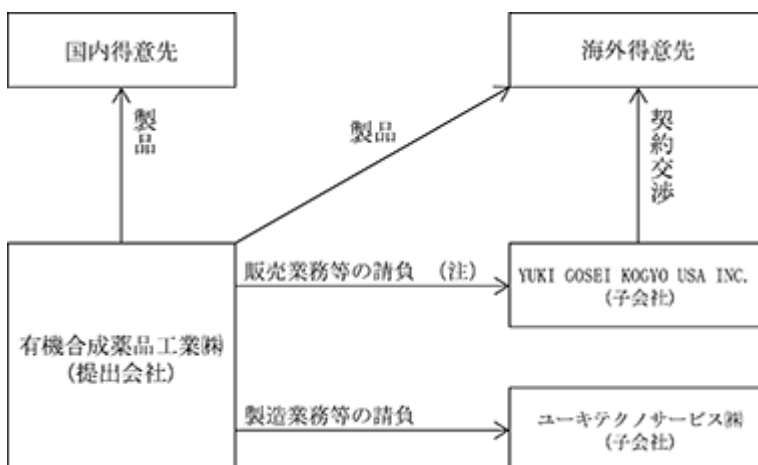 国内得意先
海外得意先
製品
製品
契約交渉
販売業務等の請負 (注)
YUKI GOSEI KOGYO USA INC.
(子会社)
有機合成薬品工業㈱
(提出会社)
製造業務等の請負
ユーキテクノサービス㈱
(子会社)